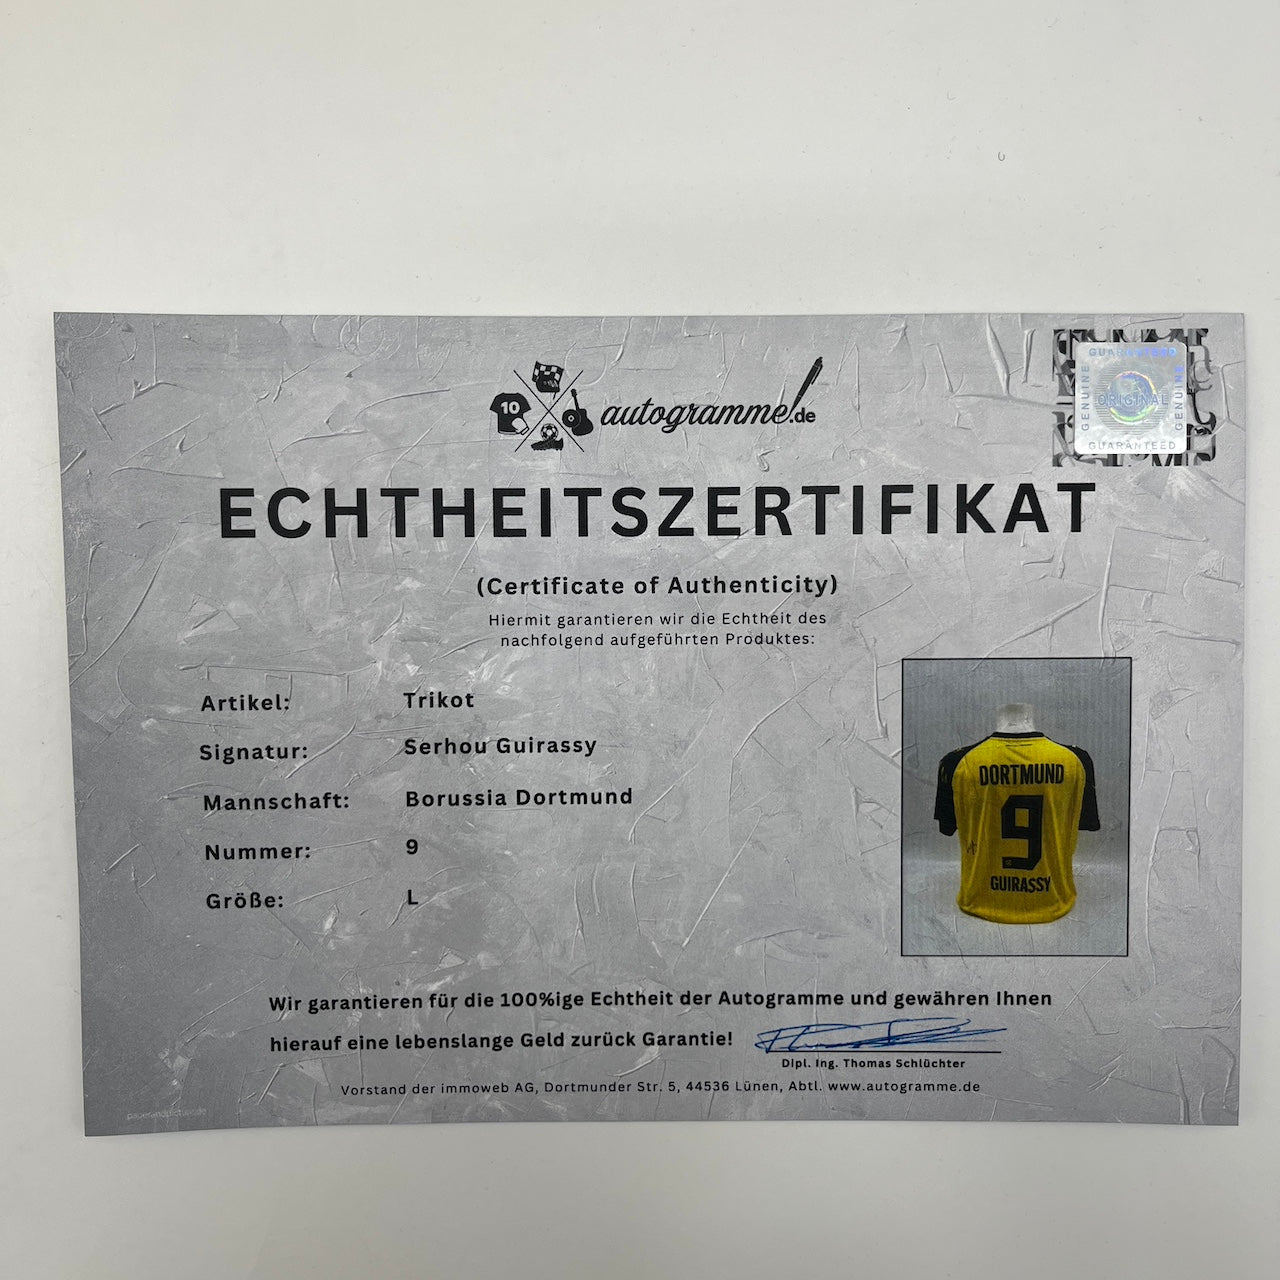 10
autogramme.de
GUARANTEED
GENUINE
ORIGINAL
GENUINE
GUARANTEED
ECHTHEITSZERTIFIKAT
(Certificate of Authenticity)
Hiermit garantieren wir die Echtheit des
nachfolgend aufgeführten Produktes:
Artikel: Trikot
Signatur: Serhou Guirassy
Mannschaft: Borussia Dortmund
Nummer: 9
Größe: L
DORTMUND
9
GUIRASSY
Wir garantieren für die 100%ige Echtheit der Autogramme und gewähren Ihnen
hierauf eine lebenslange Geld zurück Garantie!
Dipl. Ing. Thomas Schlüchter
Vorstand der immoweb AG, Dortmunder Str. 5, 44536 Lünen, Abtl. www.autogramme.de